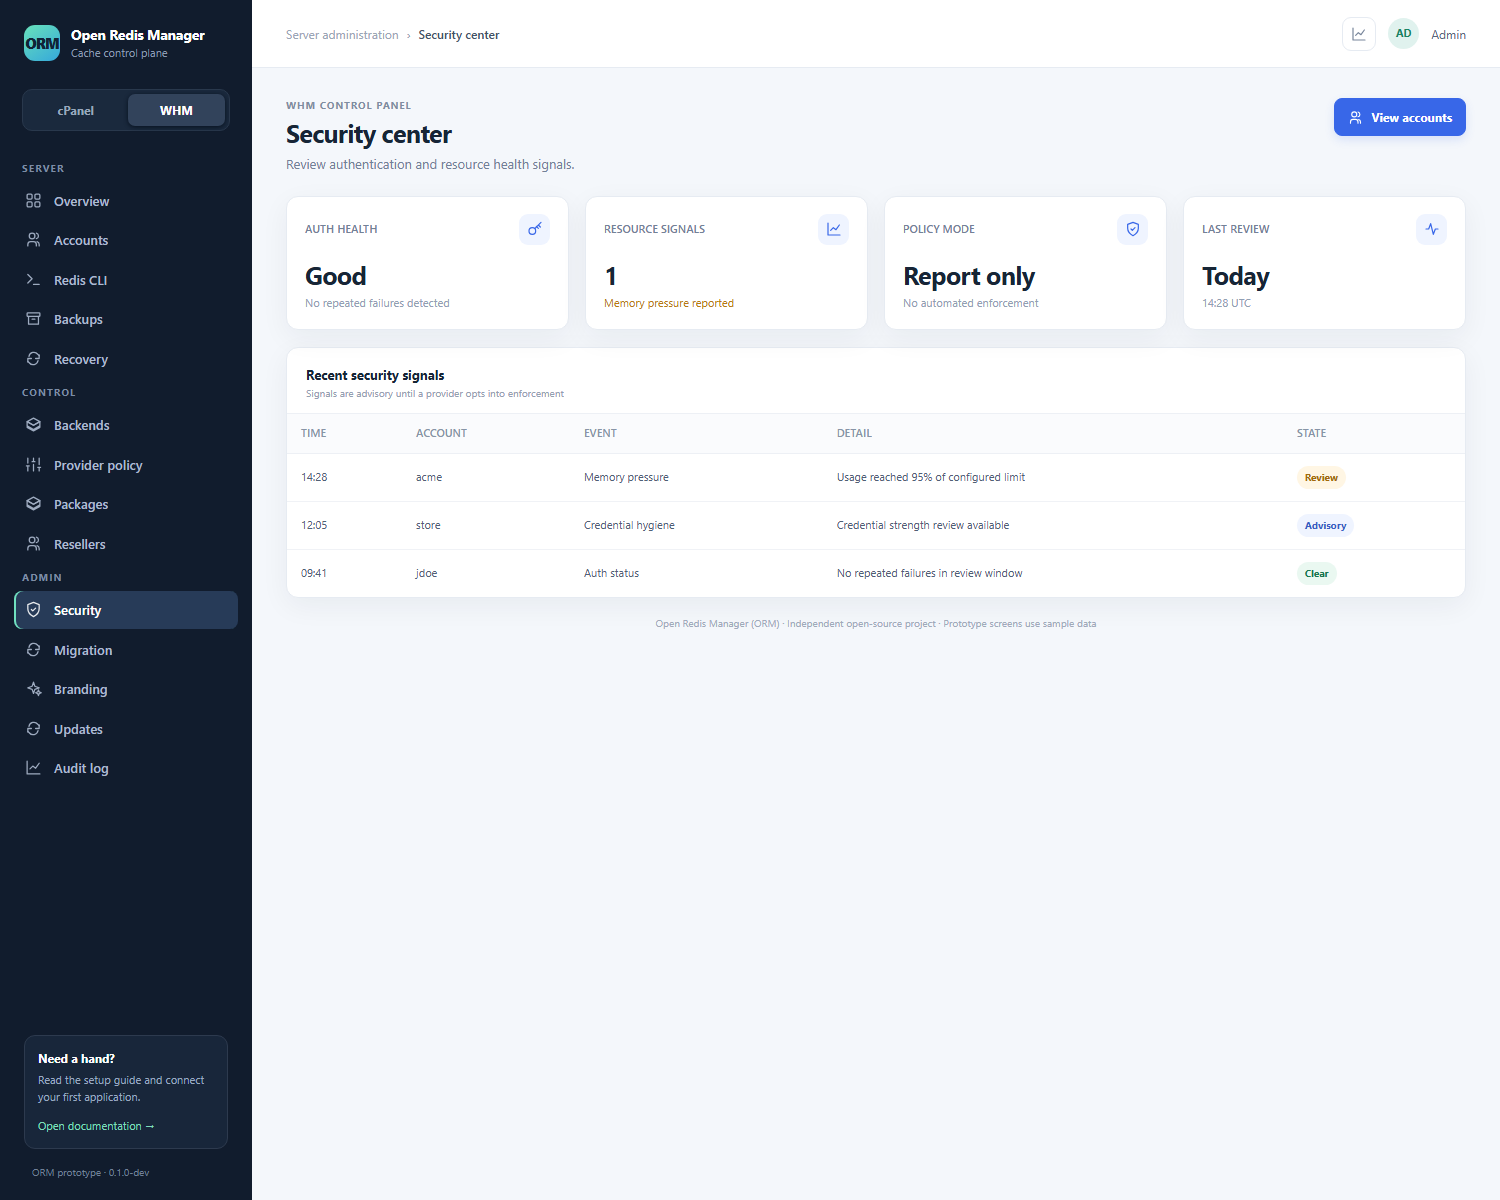 ORM
Open Redis Manager
Cache control plane
cPanel
WHM
SERVER
Overview
Accounts
Redis CLI
Backups
Recovery
CONTROL
Backends
Provider policy
Packages
Resellers
ADMIN
Security
Migration
Branding
Updates
Audit log
Need a hand?
Read the setup guide and connect
your first application.
Open documentation →
ORM prototype · 0.1.0-dev
Server administration › Security center
AD Admin
WHM CONTROL PANEL
Security center
Review authentication and resource health signals.
View accounts
AUTH HEALTH
Good
No repeated failures detected
RESOURCE SIGNALS
1
Memory pressure reported
POLICY MODE
Report only
No automated enforcement
LAST REVIEW
Today
14:28 UTC
Recent security signals
Signals are advisory until a provider opts into enforcement
TIME ACCOUNT EVENT DETAIL STATE
14:28 acme Memory pressure Usage reached 95% of configured limit Review
12:05 store Credential hygiene Credential strength review available Advisory
09:41 jdoe Auth status No repeated failures in review window Clear
Open Redis Manager (ORM) · Independent open-source project · Prototype screens use sample data